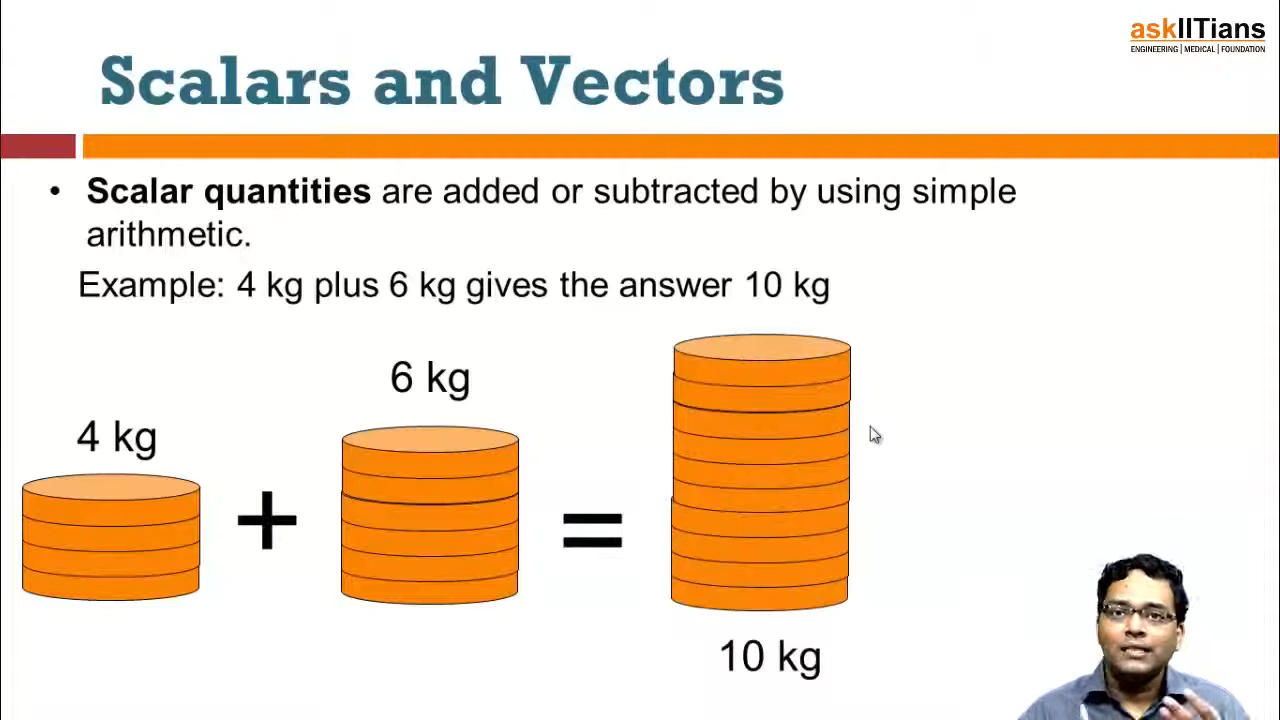 askIITians
ENGINEERING | MEDICAL | FOUNDATION
Scalars and Vectors
• Scalar quantities are added or subtracted by using simple
arithmetic.
Example: 4 kg plus 6 kg gives the answer 10 kg
4 kg
+
6 kg
=
10 kg